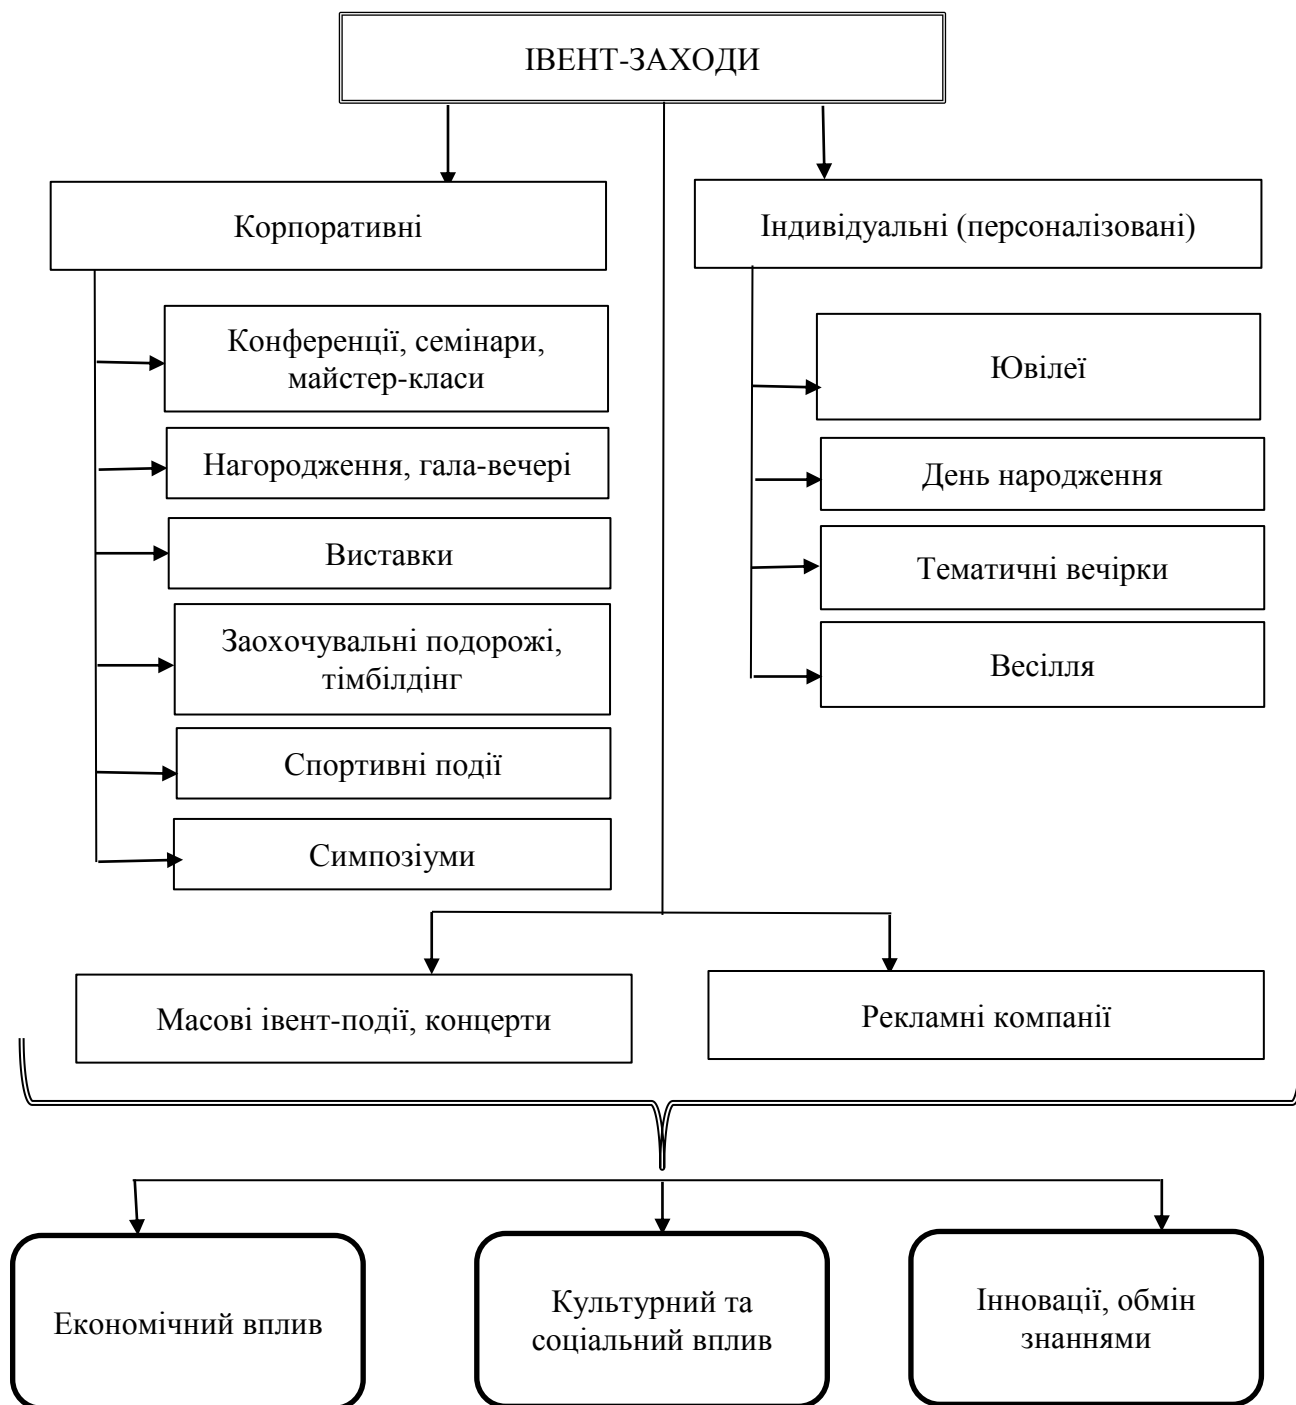 ІВЕНТ-ЗАХОДИ
Корпоративні
Конференції, семінари,
майстер-класи
Нагородження, гала-вечері
Виставки
Заохочувальні подорожі,
тімбілдінг
Спортивні події
Симпозіуми
Індивідуальні (персоналізовані)
Ювілеї
День народження
Тематичні вечірки
Весілля
Масові івент-події, концерти
Рекламні компанії
Економічний вплив
Культурний та
соціальний вплив
Інновації, обмін
знаннями